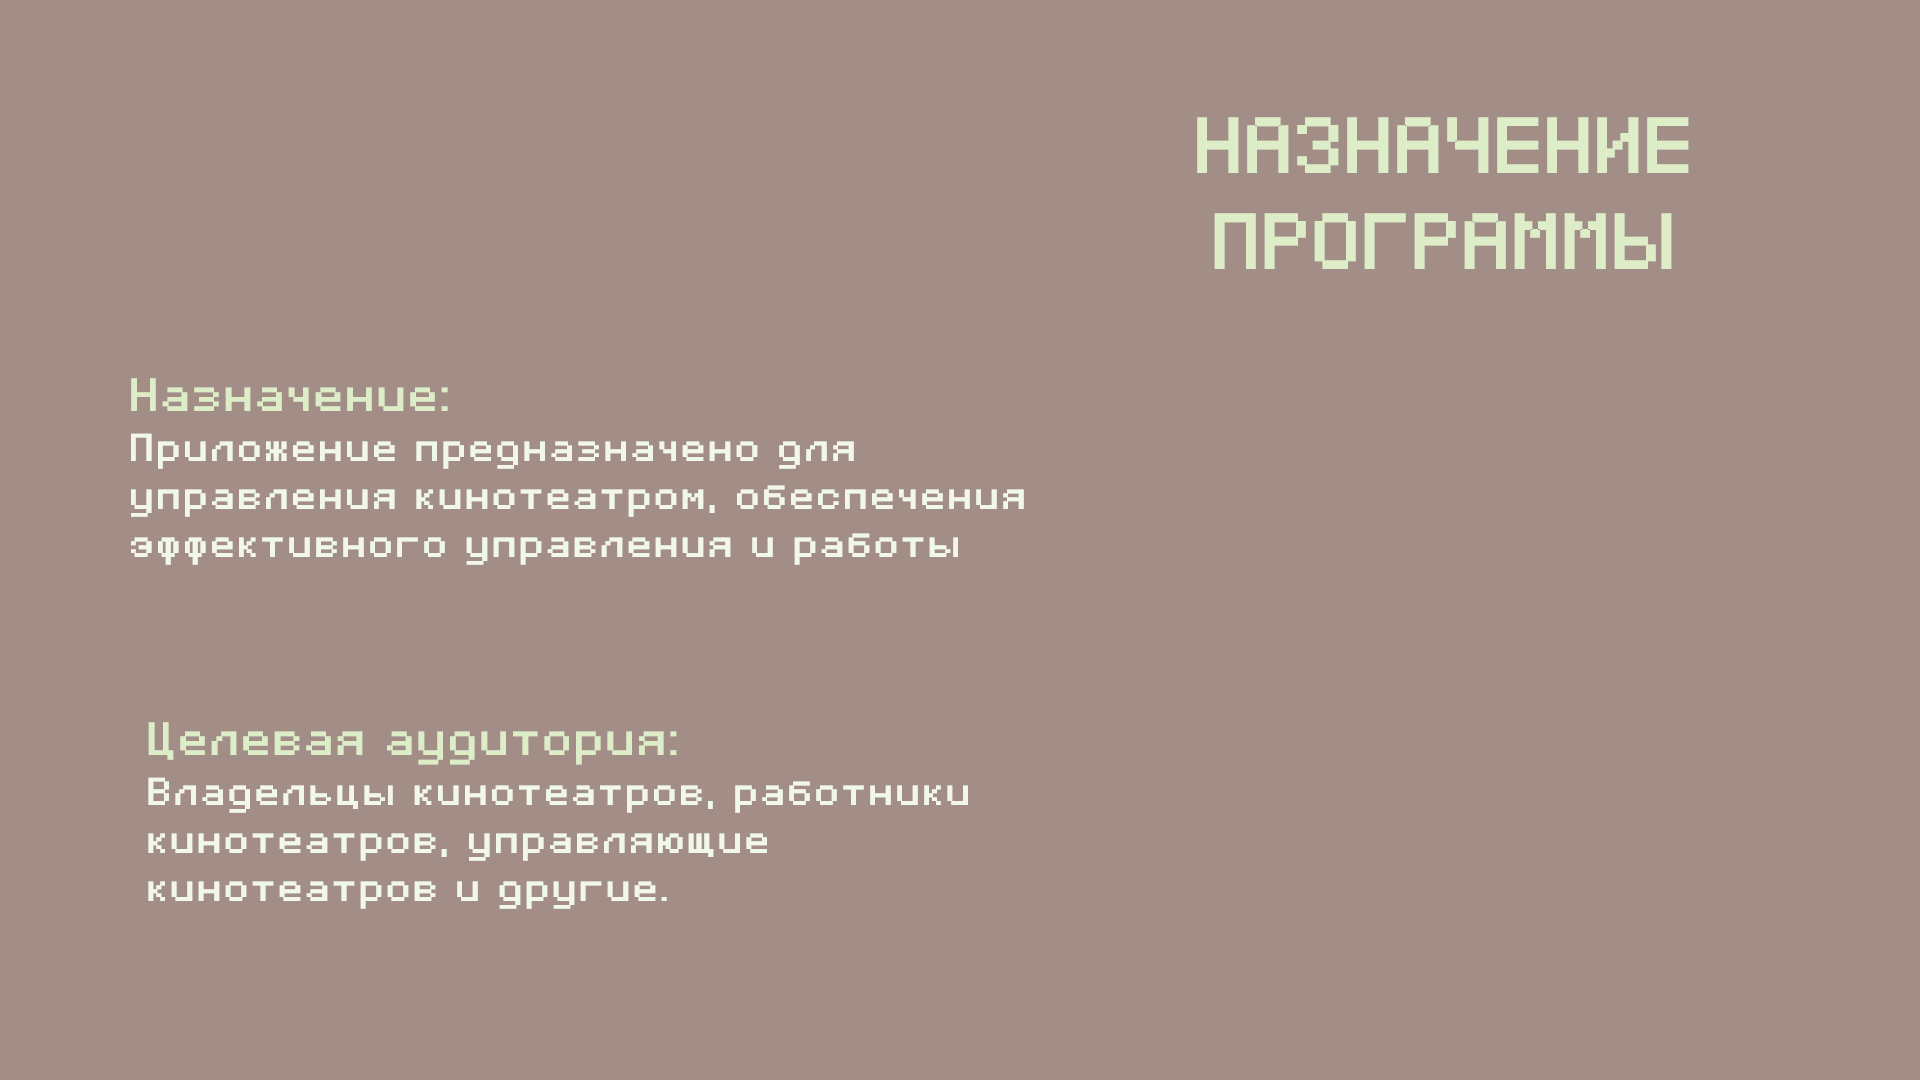 НАЗНАЧЕНИЕ
ПРОГРАММЫ
Назначение:
Приложение предназначено для
управления кинотеатром, обеспечения
эффективного управления и работы
Целевая аудитория:
Владельцы кинотеатров, работники
кинотеатров, управляющие
кинотеатров и другие.